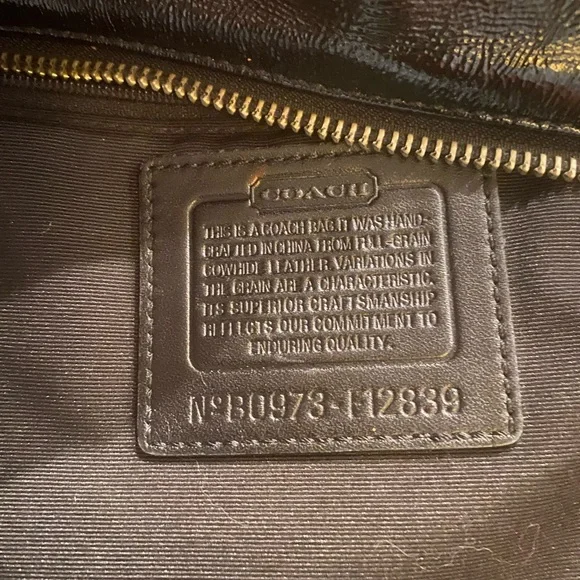 COACH
THIS IS A COACH BAG. IT WAS HAND-
CRAFTED IN CHINA FROM FULL-GRAIN
COWHIDE LEATHER. VARIATIONS IN
THE GRAIN ARE A CHARACTERISTIC.
ITS SUPERIOR CRAFTSMANSHIP
REFLECTS OUR COMMITMENT TO
ENDURING QUALITY.
Nº B0973-F12839